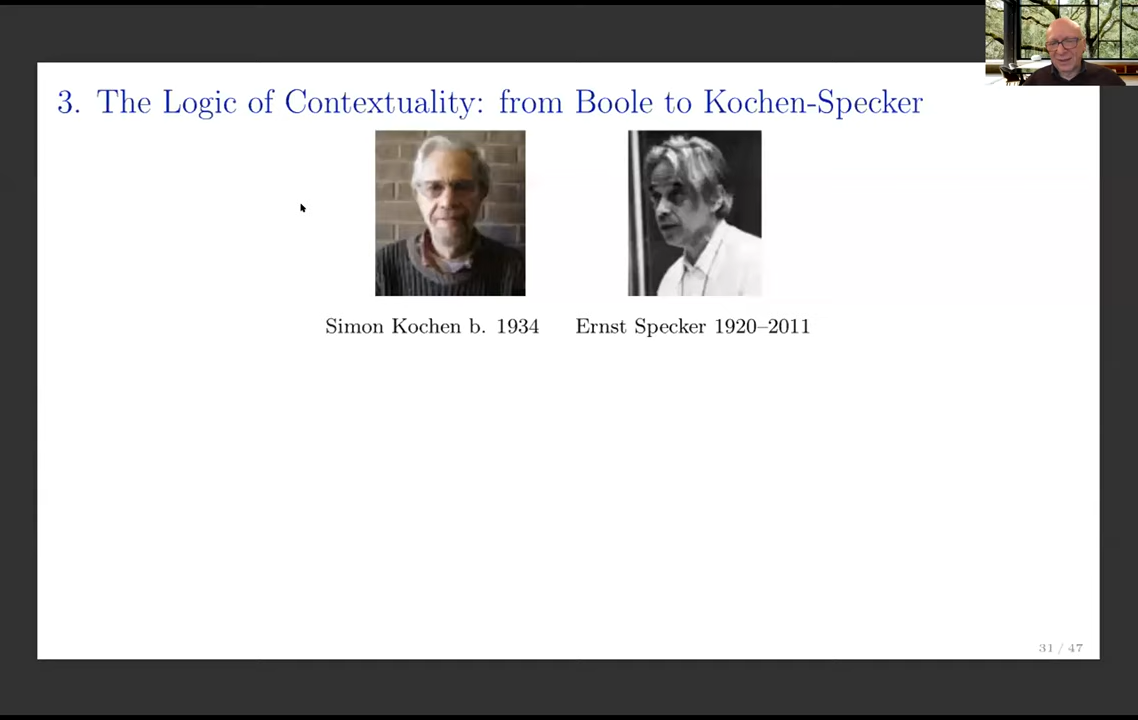 3. The Logic of Contextuality: from Boole to Kochen-Specker
Simon Kochen b. 1934
Ernst Specker 1920–2011
31 / 47